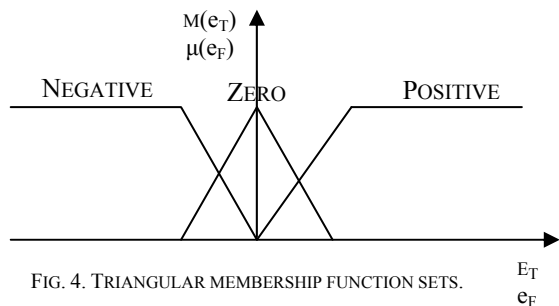 M(e_T)
μ(e_F)
NEGATIVE ZERO POSITIVE
E_T
e_F
FIG. 4. TRIANGULAR MEMBERSHIP FUNCTION SETS.